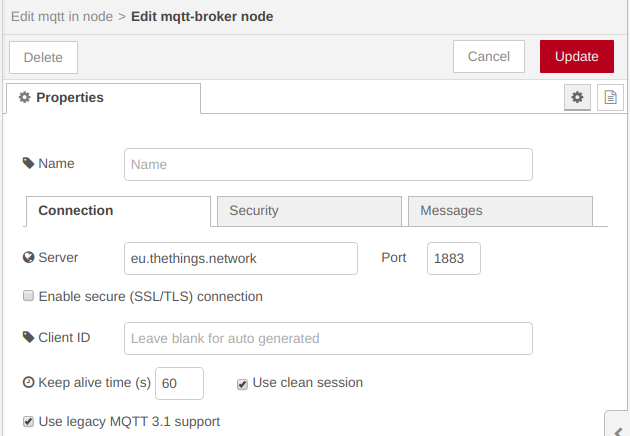 Edit mqtt in node > Edit mqtt-broker node
Delete Cancel Update
Properties
Name Name
Connection Security Messages
Server eu.thethings.network Port 1883
Enable secure (SSL/TLS) connection
Client ID Leave blank for auto generated
Keep alive time (s) 60 Use clean session
Use legacy MQTT 3.1 support